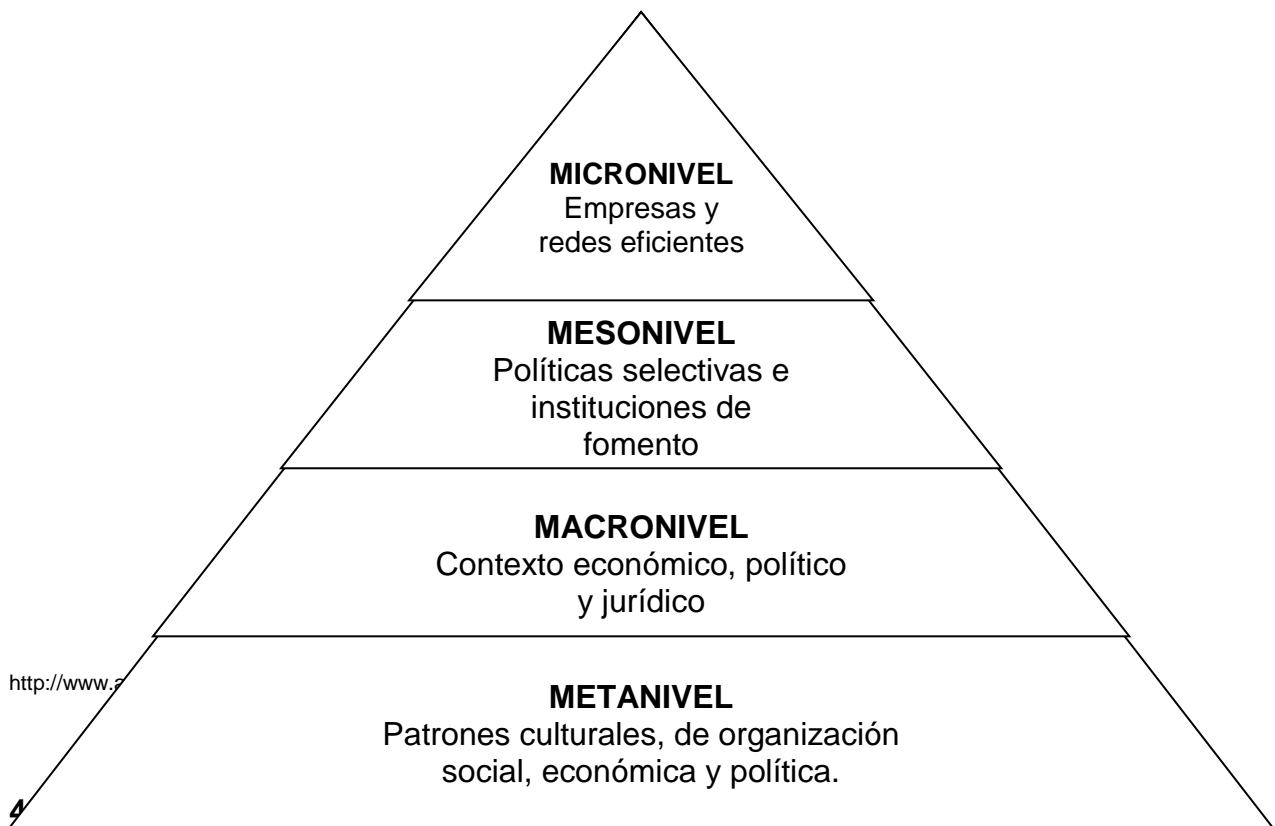 MICRONIVEL
Empresas y
redes eficientes
MESONIVEL
Políticas selectivas e
instituciones de
fomento
MACRONIVEL
Contexto económico, político
y jurídico
http://www.a
METANIVEL
Patrones culturales, de organización
social, económica y política.
4